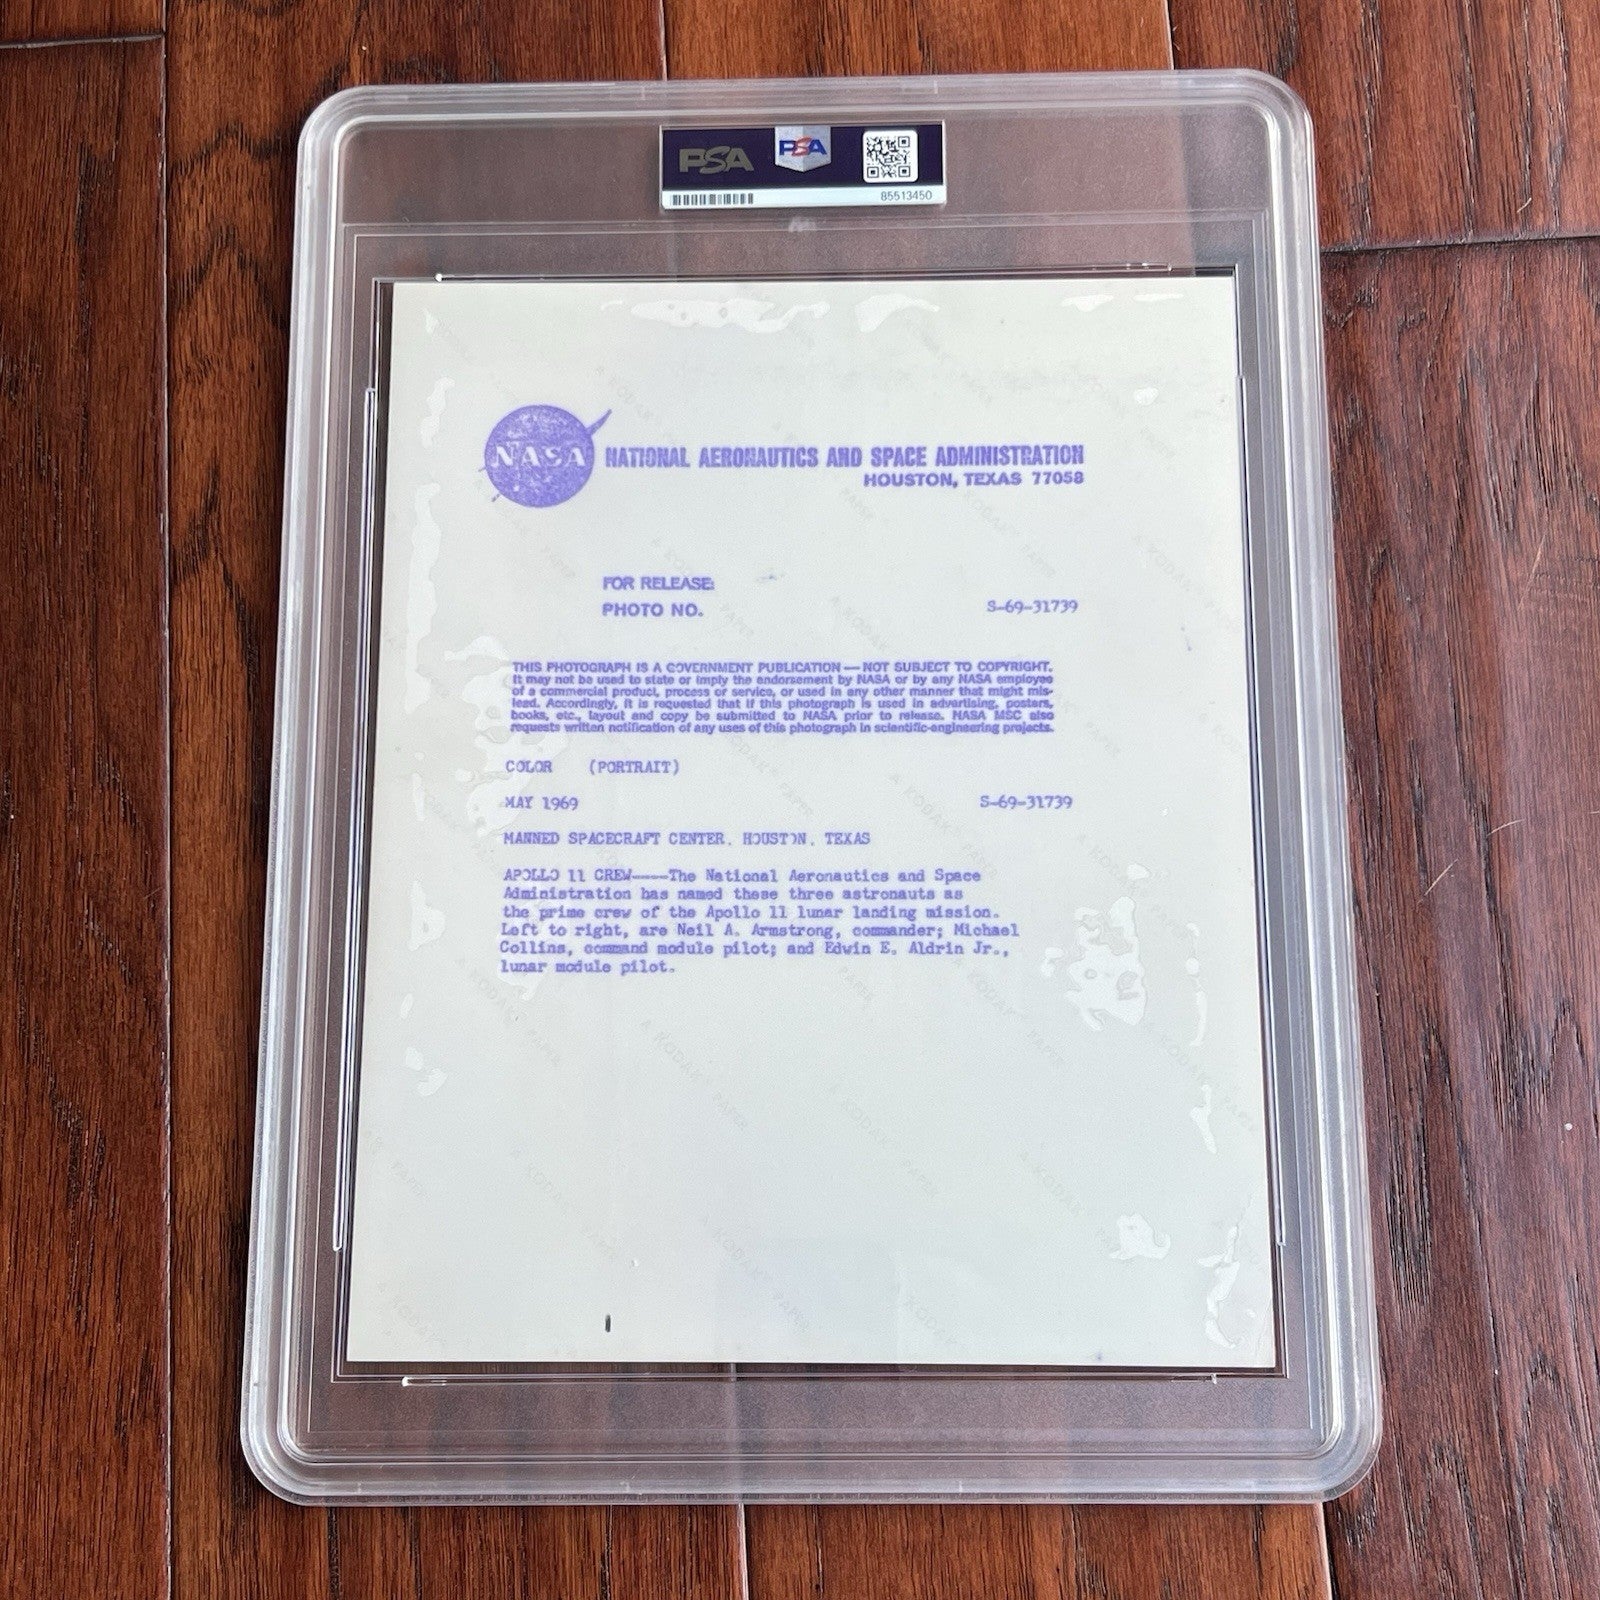 PSA PSA
85513450
NASA NATIONAL AERONAUTICS AND SPACE ADMINISTRATION
HOUSTON, TEXAS 77058
FOR RELEASE:
PHOTO NO. S-69-31739
THIS PHOTOGRAPH IS A GOVERNMENT PUBLICATION — NOT SUBJECT TO COPYRIGHT.
It may not be used to state or imply the endorsement by NASA or by any NASA employee
of a commercial product, process or service, or used in any other manner that might mis-
lead. Accordingly, it is requested that if this photograph is used in advertising, posters,
books, etc., layout and copy be submitted to NASA prior to release. NASA MSC also
requests written notification of any uses of this photograph in scientific-engineering projects.
COLOR (PORTRAIT)
MAY 1969 S-69-31739
MANNED SPACECRAFT CENTER, HOUSTON, TEXAS
APOLLO 11 CREW----The National Aeronautics and Space
Administration has named these three astronauts as
the prime crew of the Apollo 11 lunar landing mission.
Left to right, are Neil A. Armstrong, commander; Michael
Collins, command module pilot; and Edwin E. Aldrin Jr.,
lunar module pilot.